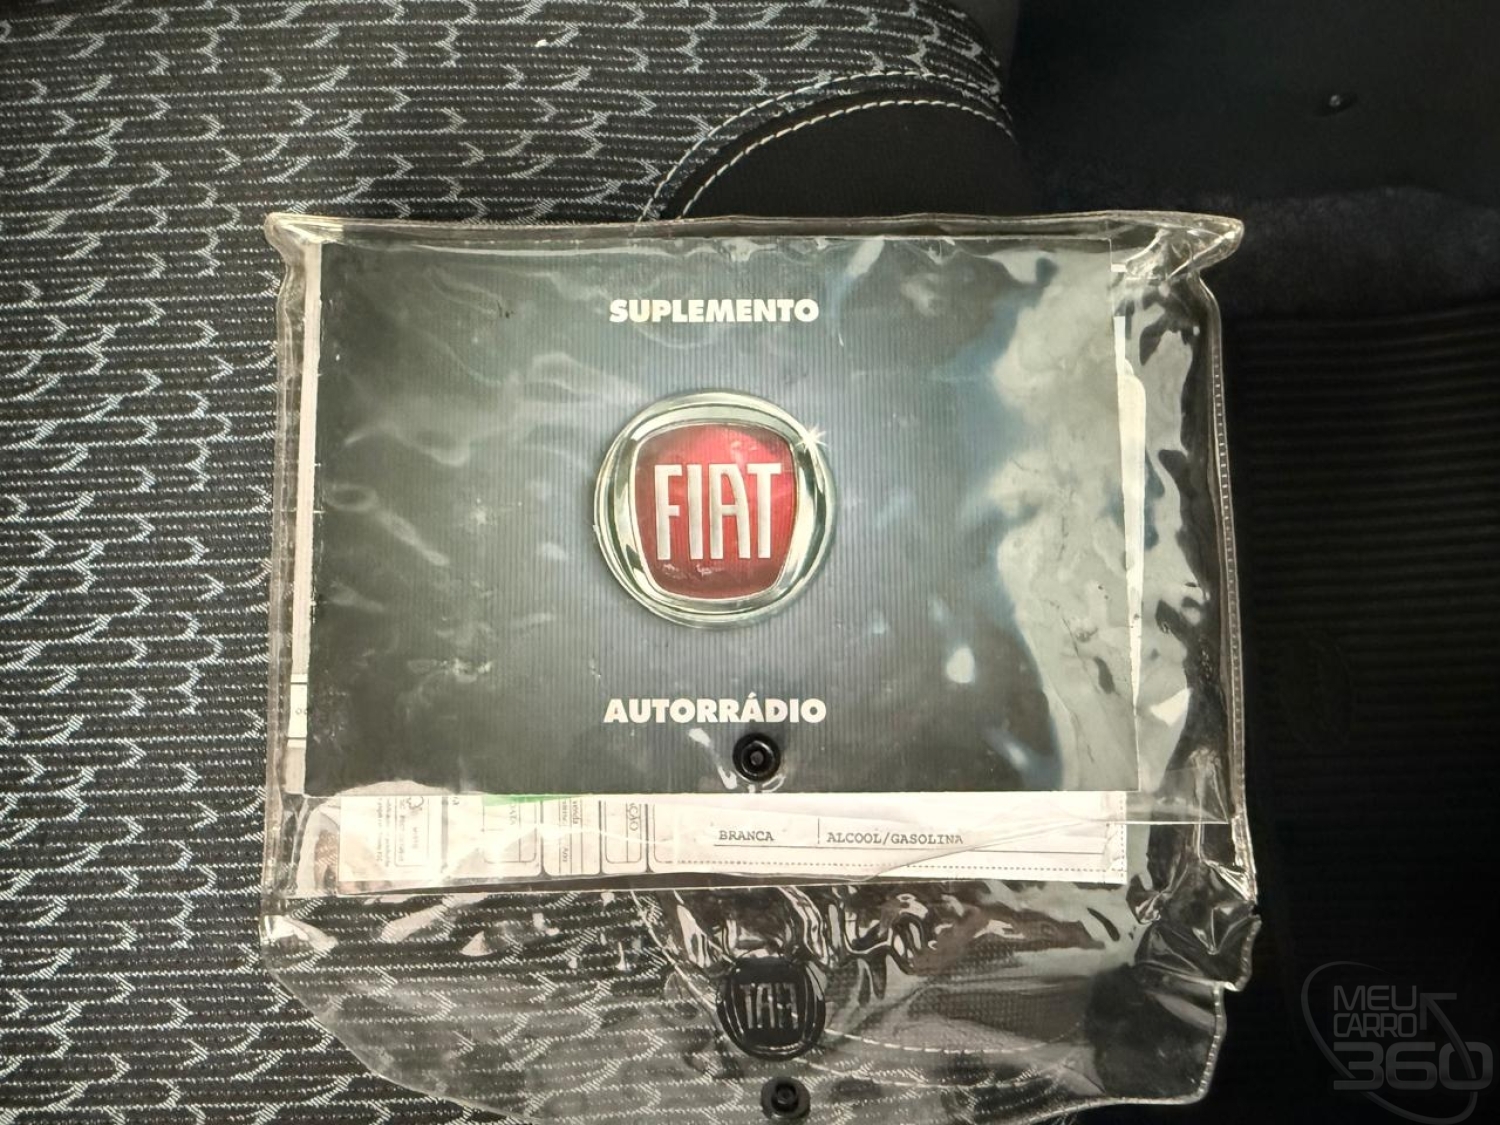 SUPLEMENTO
FIAT
AUTORRÁDIO
BRANCA
ALCOOL/GASOLINA
FIAT
MEU
CARRO
360